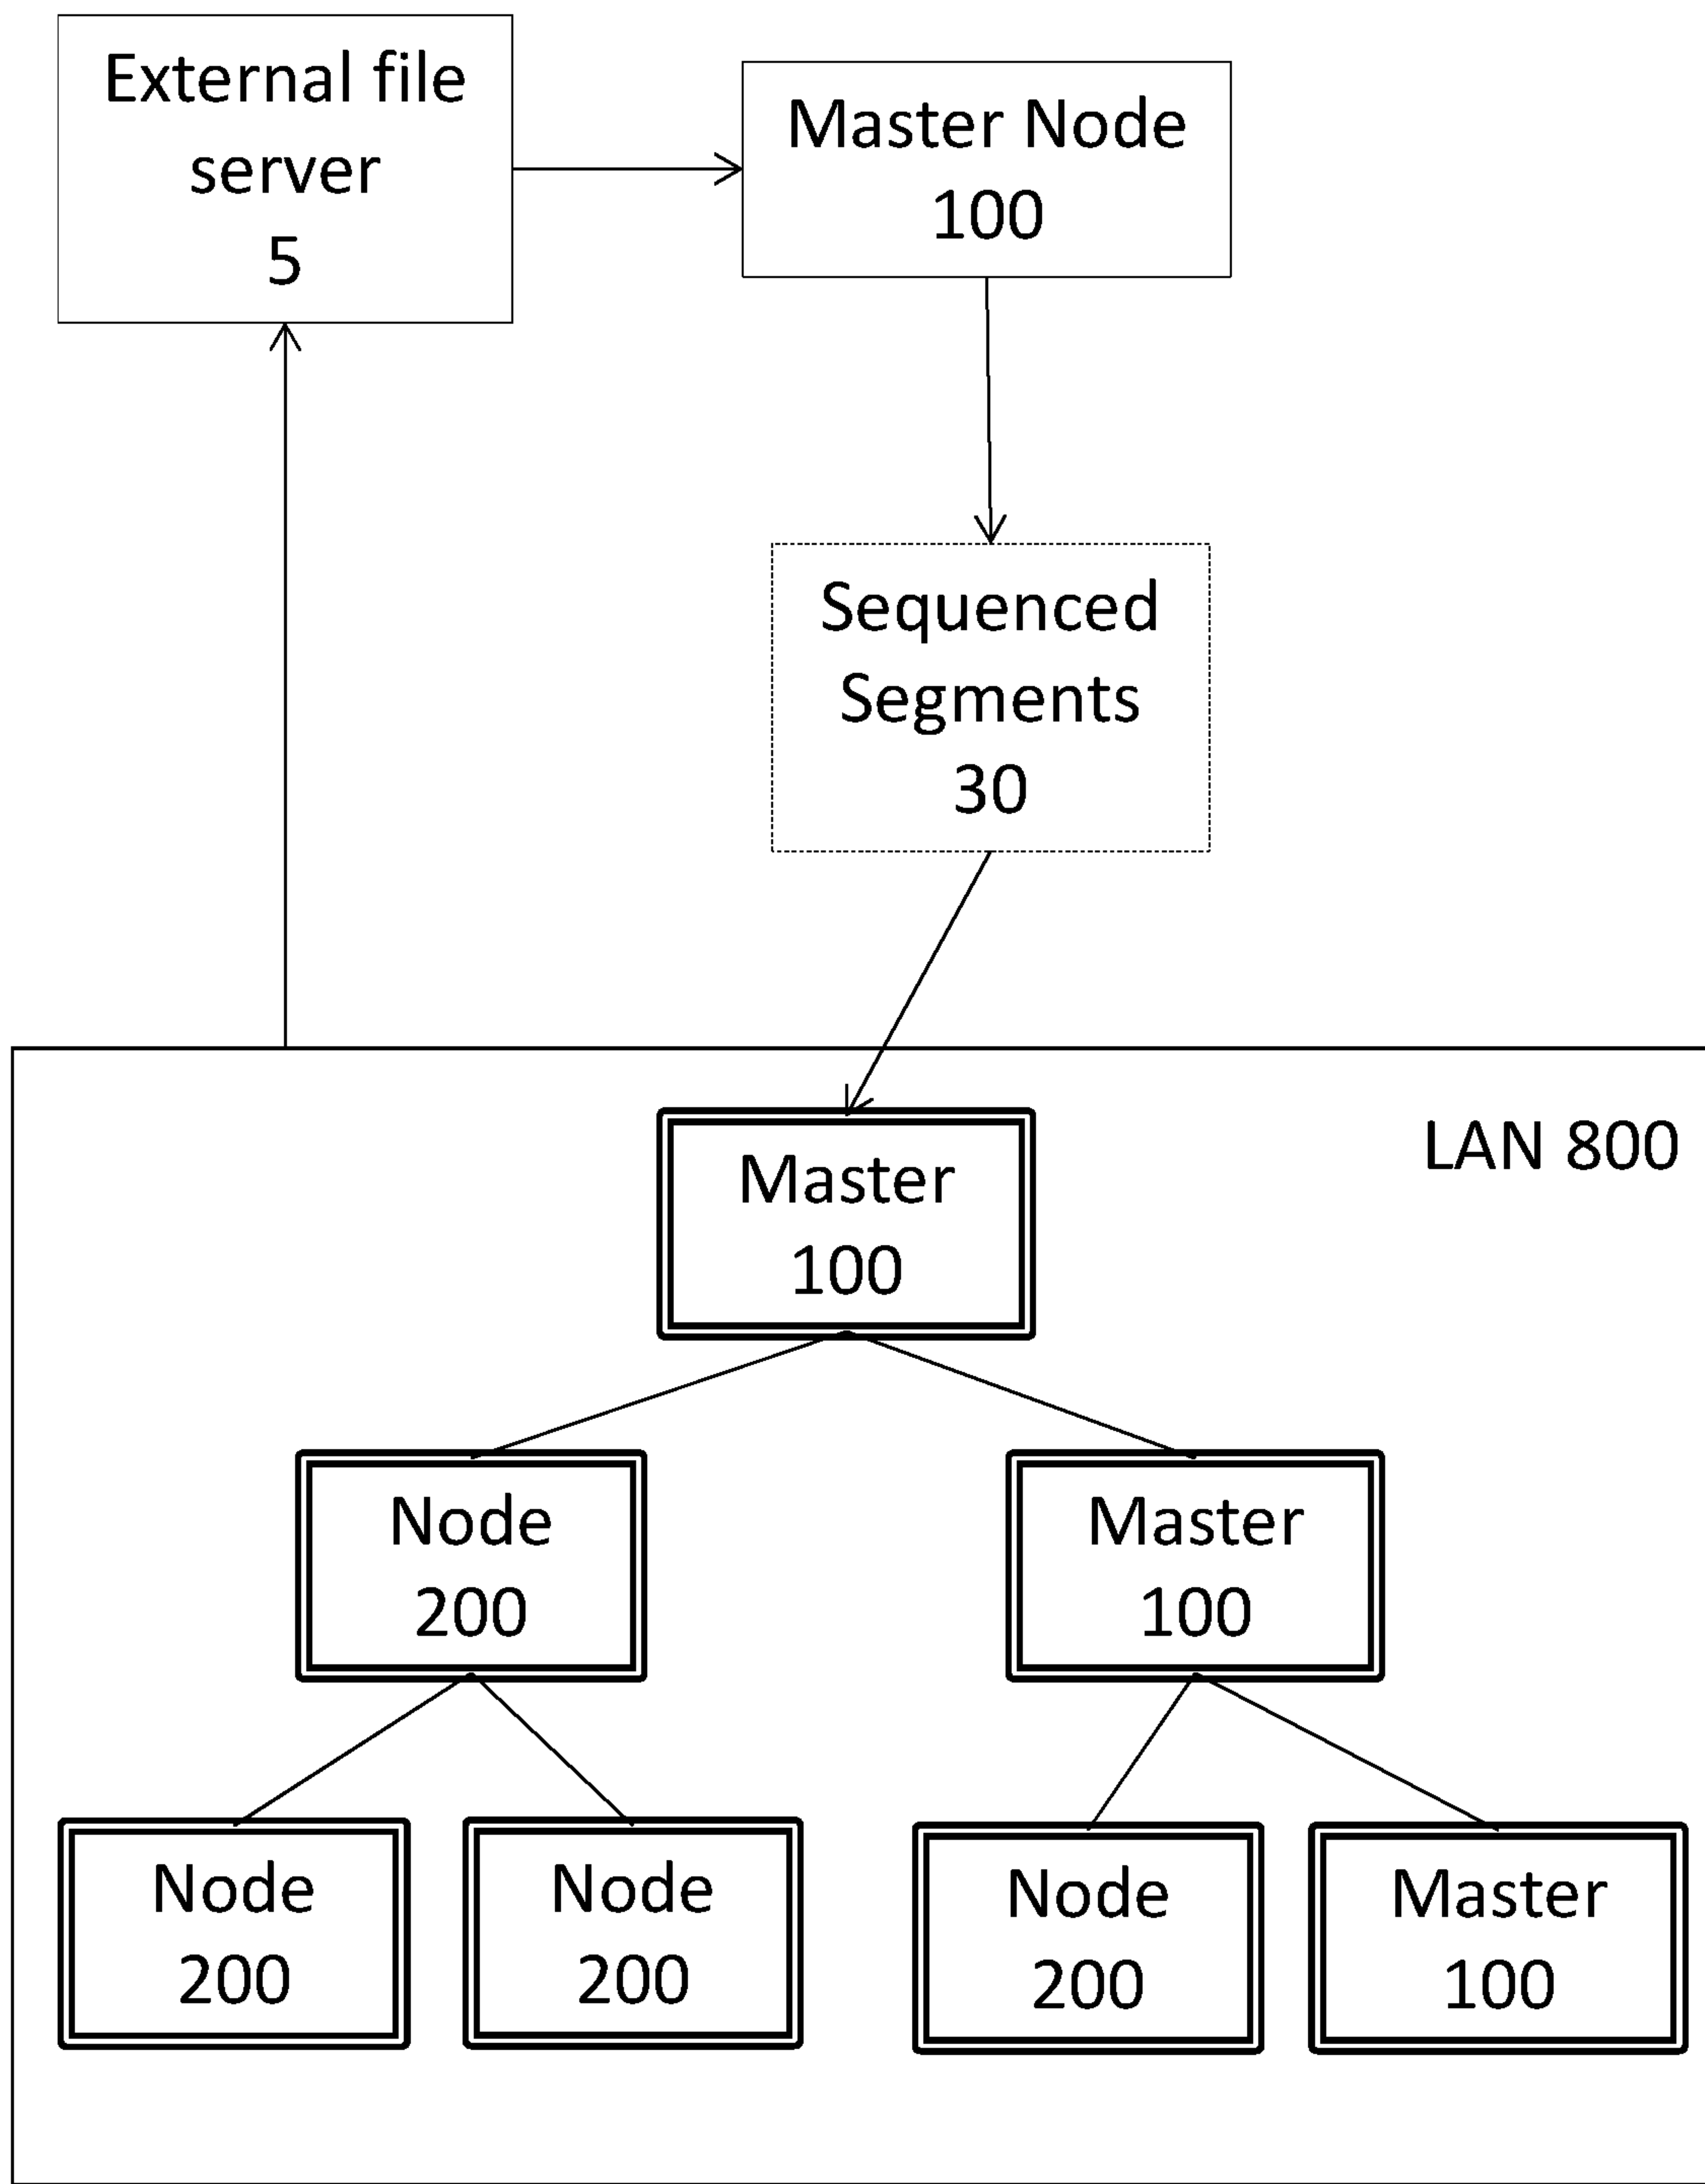 External file
server
5
Master Node
100
Sequenced
Segments
30
LAN 800
Master
100
Node
200
Master
100
Node
200
Node
200
Node
200
Master
100